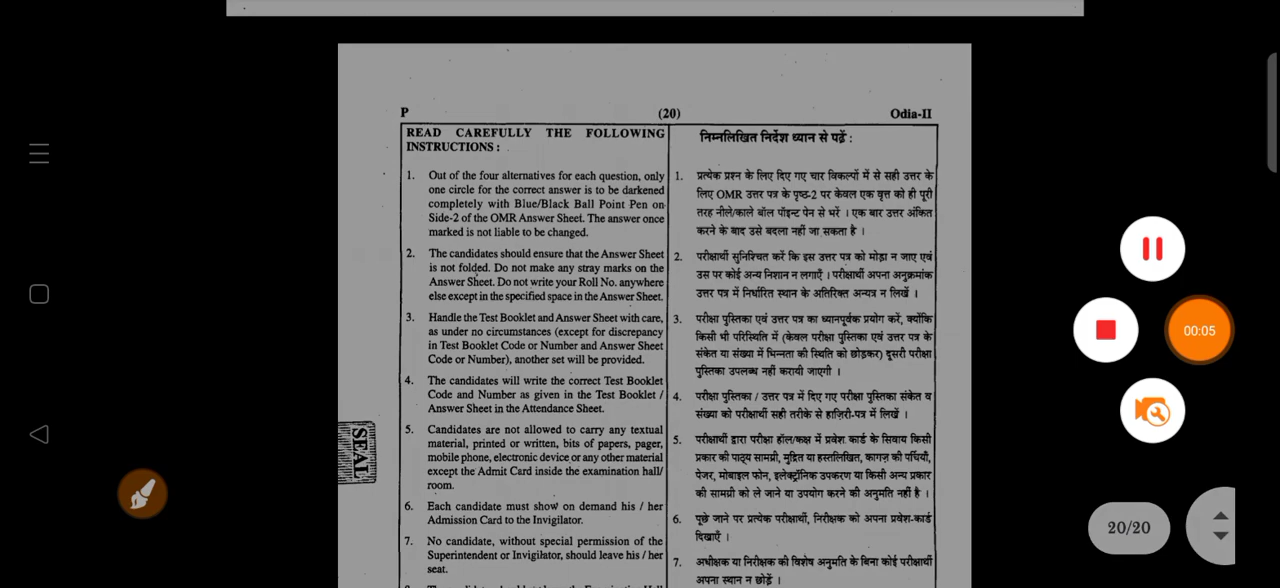 P (20) Odia-II
READ CAREFULLY THE FOLLOWING
INSTRUCTIONS :
1. Out of the four alternatives for each question, only
one circle for the correct answer is to be darkened
completely with Blue/Black Ball Point Pen on
Side-2 of the OMR Answer Sheet. The answer once
marked is not liable to be changed.
2. The candidates should ensure that the Answer Sheet
is not folded. Do not make any stray marks on the
Answer Sheet. Do not write your Roll No. anywhere
else except in the specified space in the Answer Sheet.
3. Handle the Test Booklet and Answer Sheet with care,
as under no circumstances (except for discrepancy
in Test Booklet Code or Number and Answer Sheet
Code or Number), another set will be provided.
4. The candidates will write the correct Test Booklet
Code and Number as given in the Test Booklet /
Answer Sheet in the Attendance Sheet.
5. Candidates are not allowed to carry any textual
material, printed or written, bits of papers, pager,
mobile phone, electronic device or any other material
except the Admit Card inside the examination hall/
room.
6. Each candidate must show on demand his / her
Admission Card to the Invigilator.
7. No candidate, without special permission of the
Superintendent or Invigilator, should leave his / her
seat.
निम्नलिखित निर्देश ध्यान से पढ़ें :
1. प्रत्येक प्रश्न के लिए दिए गए चार विकल्पों में से सही उत्तर के
लिए OMR उत्तर पत्र के पृष्ठ-2 पर केवल एक वृत्त को ही पूरी
तरह नीले/काले बॉल पॉइन्ट पेन से भरें । एक बार उत्तर अंकित
करने के बाद उसे बदला नहीं जा सकता है ।
2. परीक्षार्थी सुनिश्चित करें कि इस उत्तर पत्र को मोड़ा न जाए एवं
उस पर कोई अन्य निशान न लगाएँ । परीक्षार्थी अपना अनुक्रमांक
उत्तर पत्र में निर्धारित स्थान के अतिरिक्त अन्यत्र न लिखें ।
3. परीक्षा पुस्तिका एवं उत्तर पत्र का ध्यानपूर्वक प्रयोग करें, क्योंकि
किसी भी परिस्थिति में (केवल परीक्षा पुस्तिका एवं उत्तर पत्र के
संकेत या संख्या में भिन्नता की स्थिति को छोड़कर) दूसरी परीक्षा
पुस्तिका उपलब्ध नहीं करायी जाएगी ।
4. परीक्षा पुस्तिका / उत्तर पत्र में दिए गए परीक्षा पुस्तिका संकेत व
संख्या को परीक्षार्थी सही तरीके से हाज़िरी-पत्र में लिखें ।
5. परीक्षार्थी द्वारा परीक्षा हॉल/कक्ष में प्रवेश कार्ड के सिवाय किसी
प्रकार की पाठ्य सामग्री, मुद्रित या हस्तलिखित, कागज़ की पर्चियाँ,
पेजर, मोबाइल फोन, इलेक्ट्रॉनिक उपकरण या किसी अन्य प्रकार
की सामग्री को ले जाने या उपयोग करने की अनुमति नहीं है ।
6. पूछे जाने पर प्रत्येक परीक्षार्थी, निरीक्षक को अपना प्रवेश-कार्ड
दिखाएँ ।
7. अधीक्षक या निरीक्षक की विशेष अनुमति के बिना कोई परीक्षार्थी
अपना स्थान न छोड़ें ।
SEAL
00:05
20/20